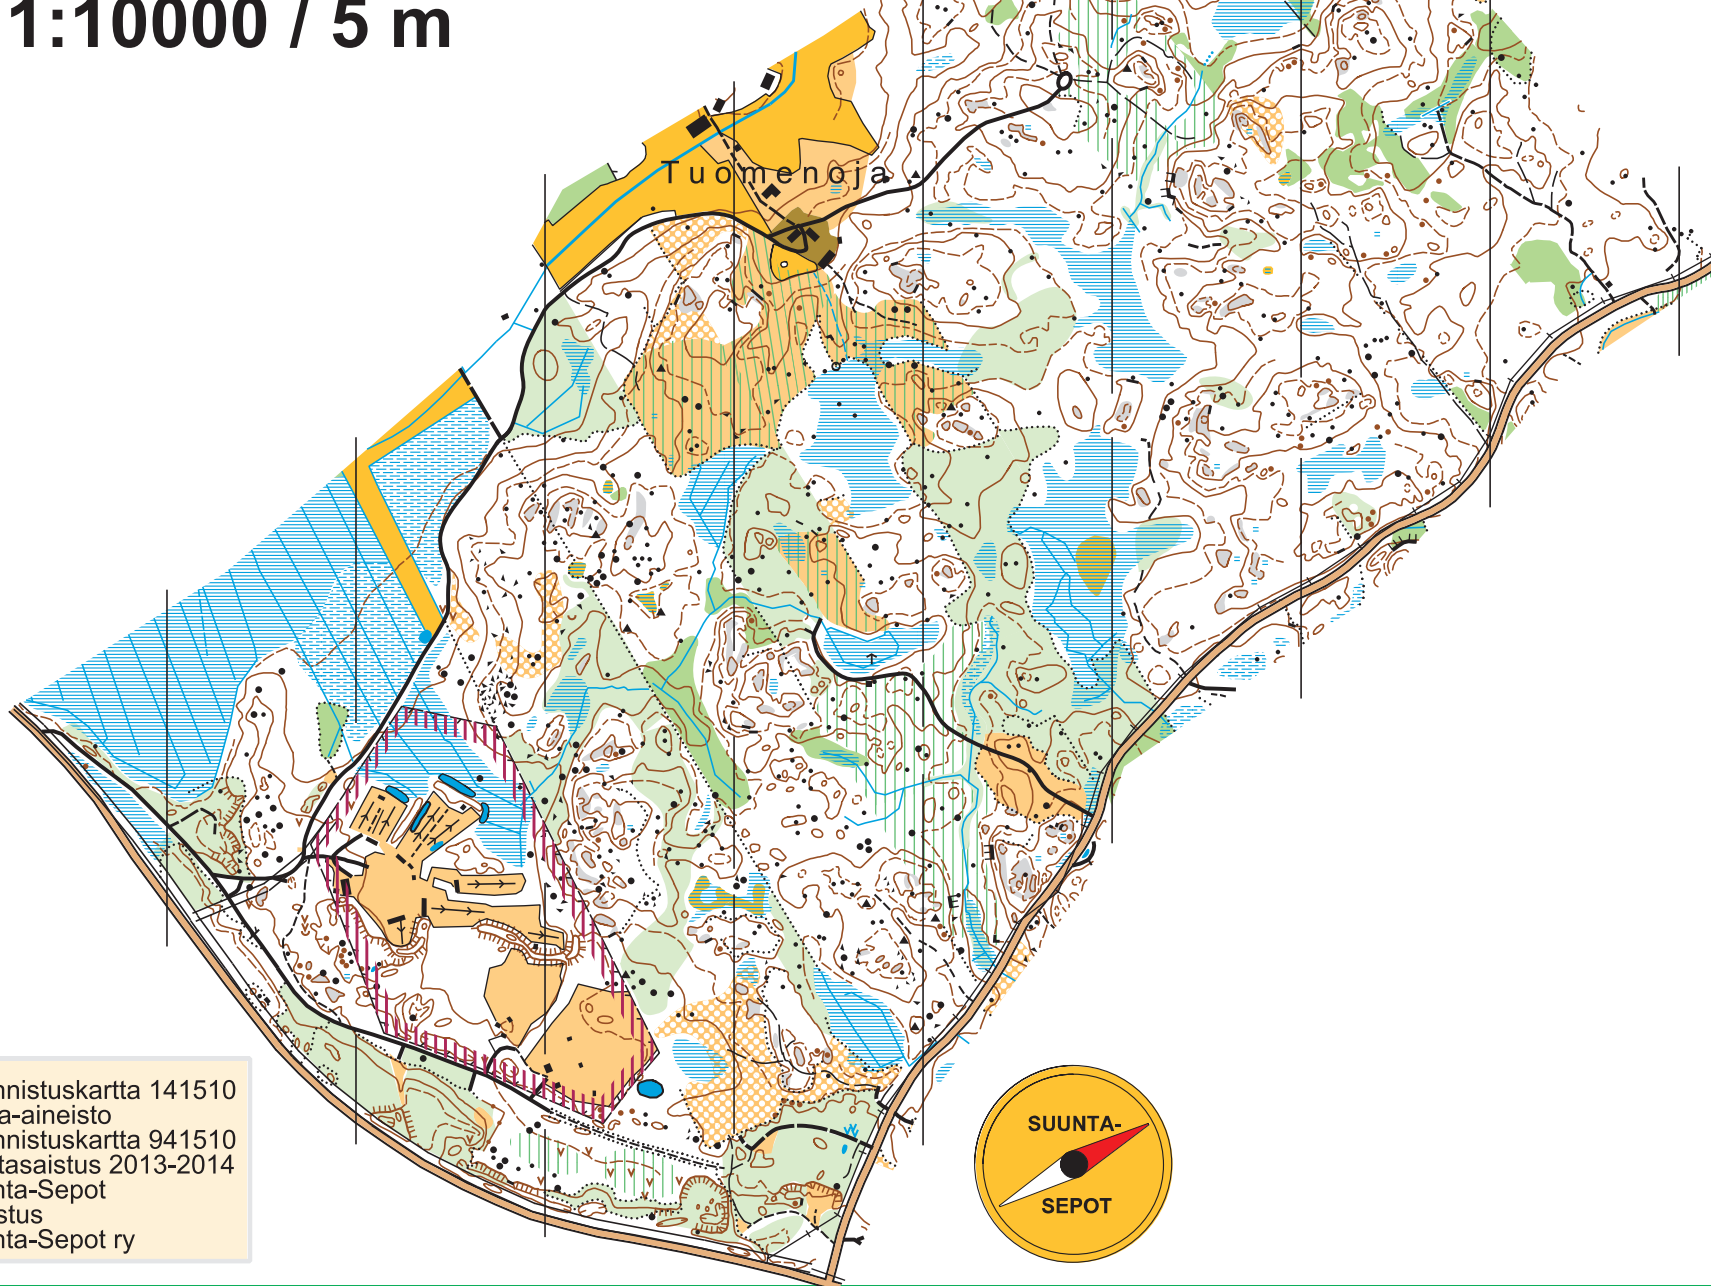 1:10000 / 5 m
Tuomenoja
nnistuskartta 141510
a-aineisto
nnistuskartta 941510
tasaistus 2013-2014
nta-Sepot
stus
nta-Sepot ry
SUUNTA-
SEPOT